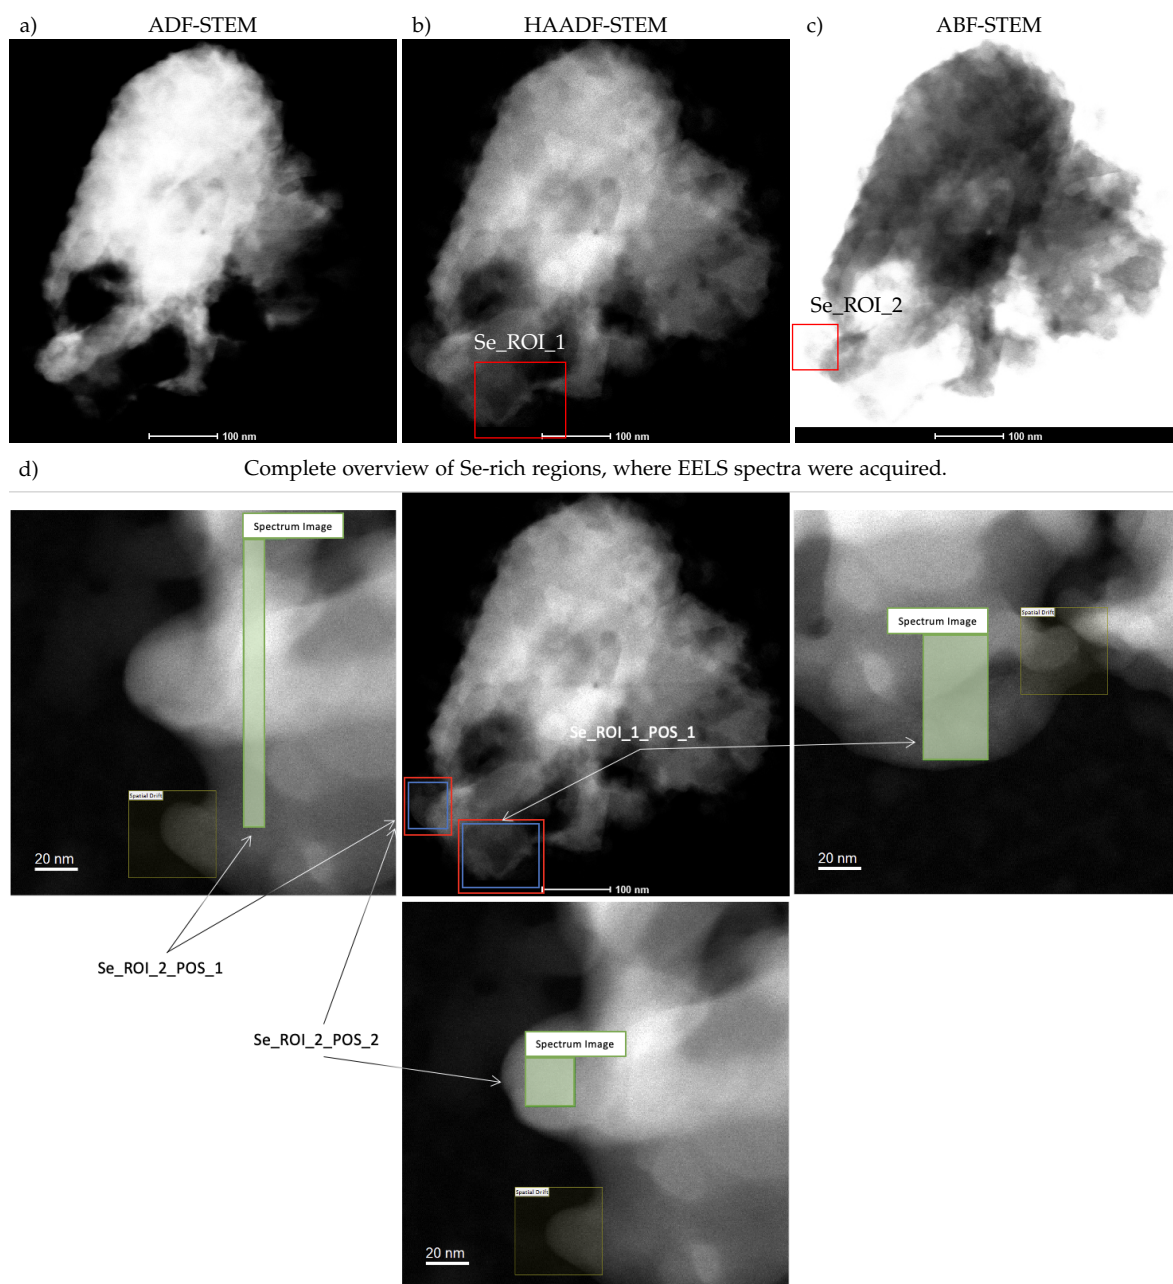 a)
ADF-STEM
b)
HAADF-STEM
c)
ABF-STEM
Se_ROI_1
Se_ROI_2
100 nm
100 nm
100 nm
d)
Complete overview of Se-rich regions, where EELS spectra were acquired.
Spectrum Image
Spatial Drift
20 nm
Se_ROI_1_POS_1
100 nm
Spectrum Image
Spatial Drift
20 nm
Se_ROI_2_POS_1
Se_ROI_2_POS_2
Spectrum Image
Spatial Drift
20 nm